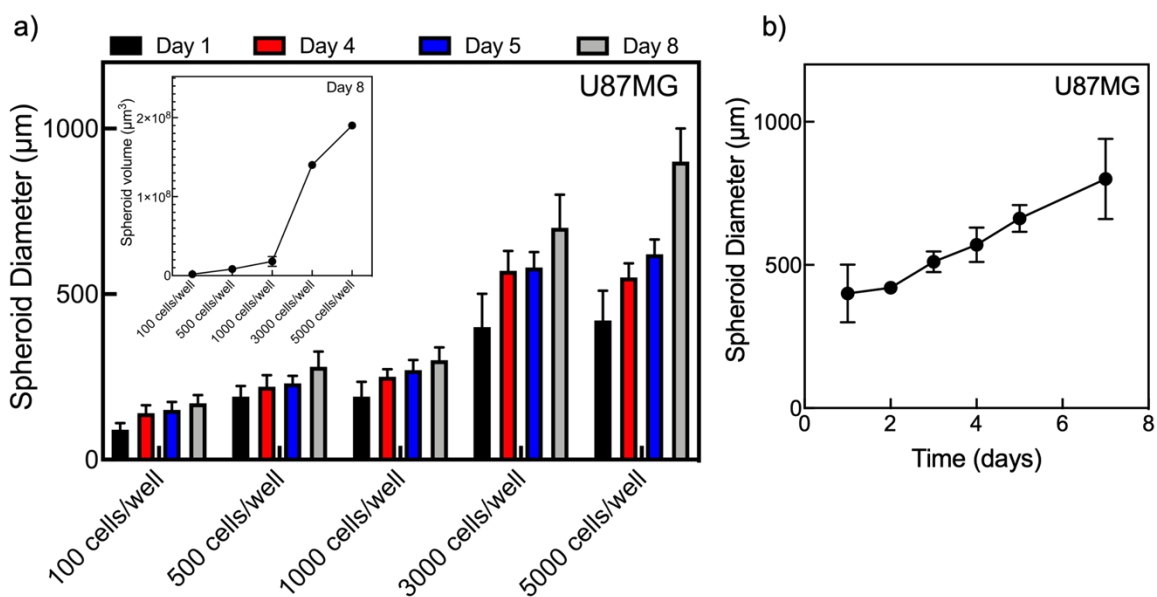 a)
Day 1 Day 4 Day 5 Day 8
U87MG
Spheroid Diameter (µm)
1000
500
0
100 cells/well
500 cells/well
1000 cells/well
3000 cells/well
5000 cells/well
Day 8
Spheroid volume (µm³)
2×10⁸
1×10⁸
0
100 cells/well
500 cells/well
1000 cells/well
3000 cells/well
5000 cells/well
b)
U87MG
Spheroid Diameter (µm)
1000
500
0
0 2 4 6 8
Time (days)